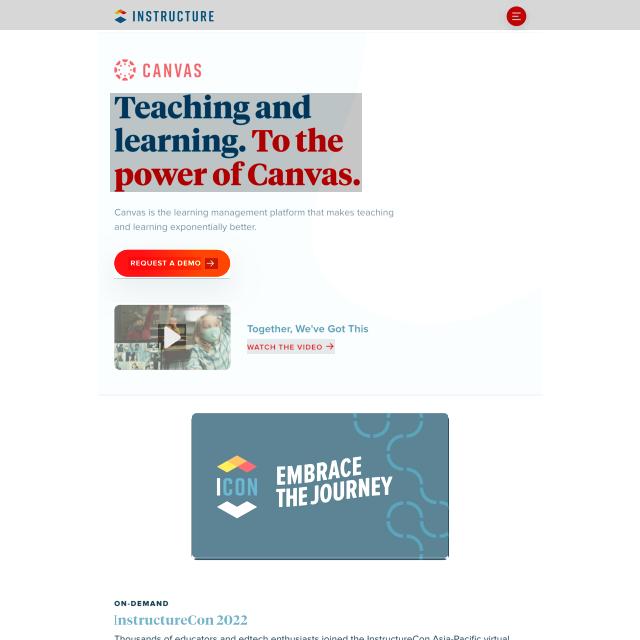 INSTRUCTURE
CANVAS
Teaching and
learning. To the
power of Canvas.
Canvas is the learning management platform that makes teaching
and learning exponentially better.
REQUEST A DEMO
Together, We've Got This
WATCH THE VIDEO
ICON
EMBRACE
THE JOURNEY
ON-DEMAND
InstructureCon 2022
Thousands of educators and edtech enthusiasts joined the InstructureCon Asia-Pacific virtual